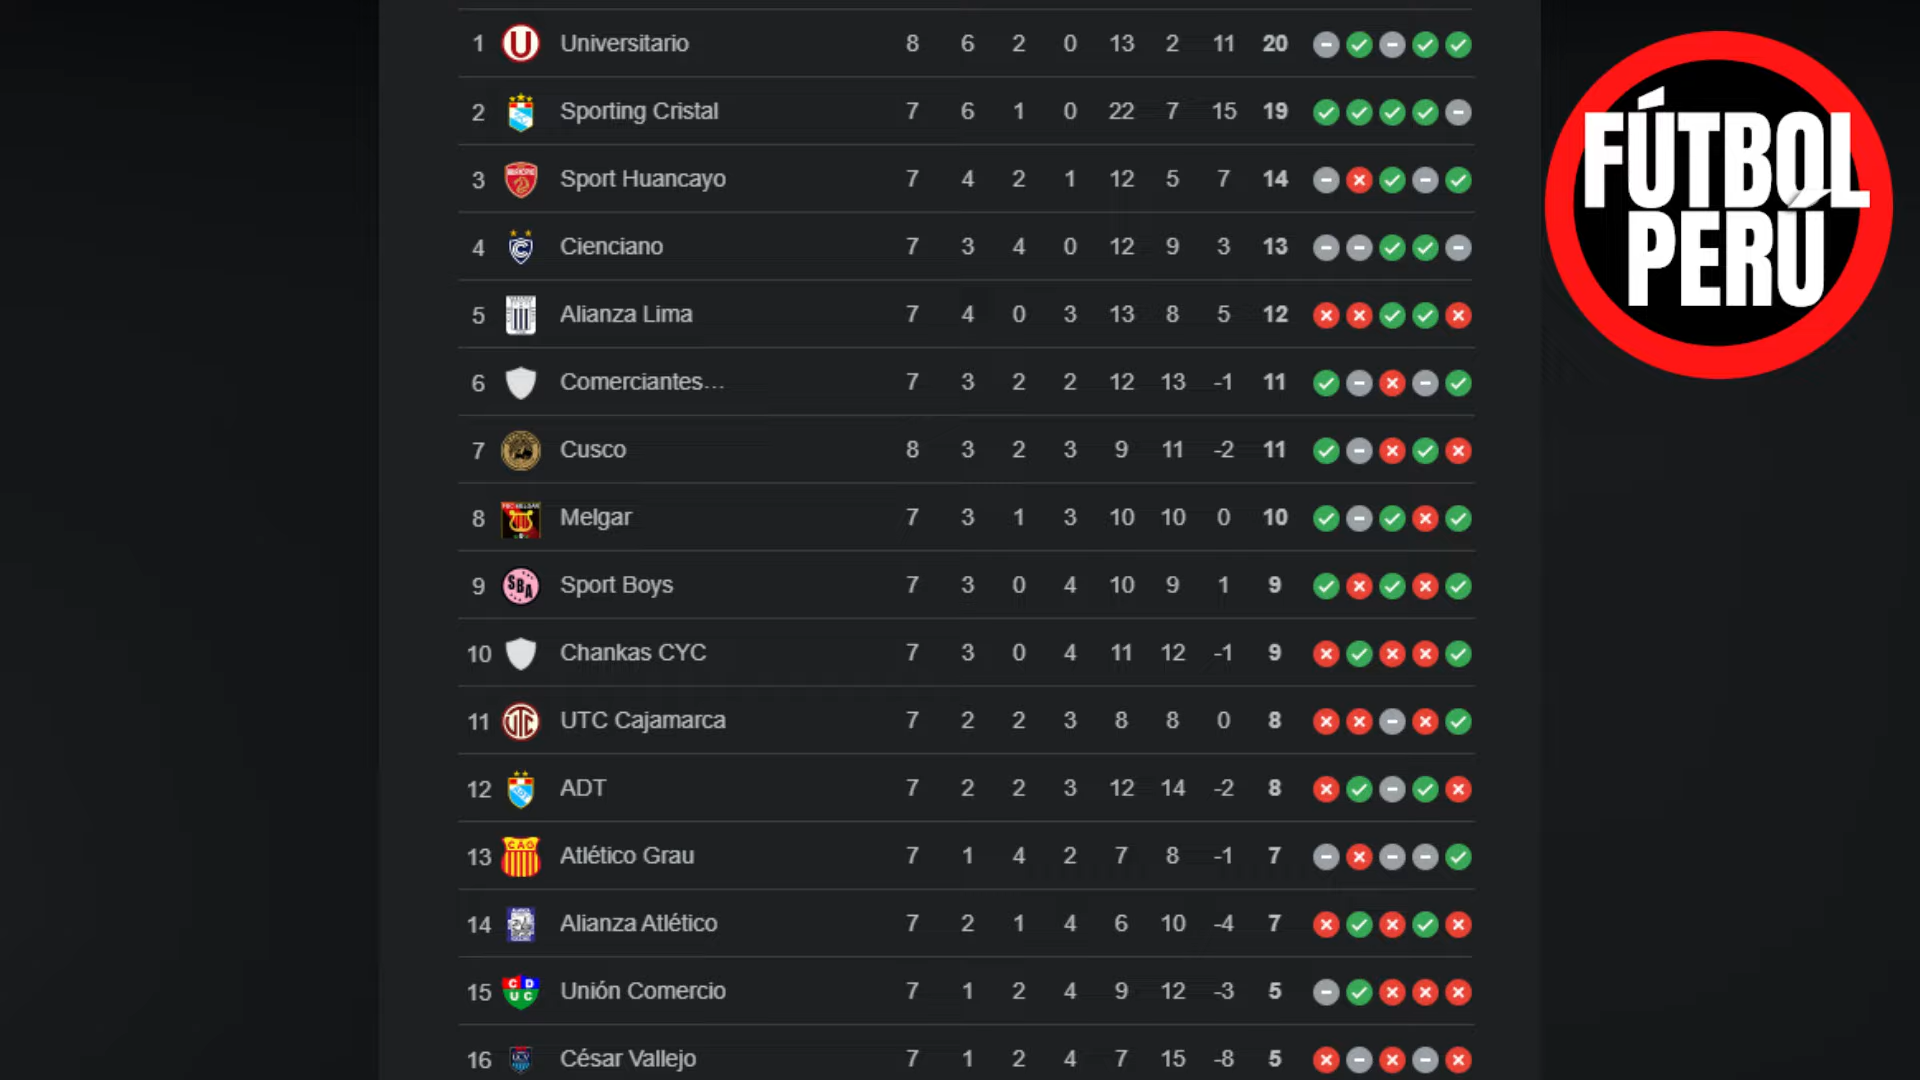 1 Universitario 8 6 2 0 13 2 11 20
2 Sporting Cristal 7 6 1 0 22 7 15 19
3 Sport Huancayo 7 4 2 1 12 5 7 14
4 Cienciano 7 3 4 0 12 9 3 13
5 Alianza Lima 7 4 0 3 13 8 5 12
6 Comerciantes... 7 3 2 2 12 13 -1 11
7 Cusco 8 3 2 3 9 11 -2 11
8 Melgar 7 3 1 3 10 10 0 10
SBA
9 Sport Boys 7 3 0 4 10 9 1 9
10 Chankas CYC 7 3 0 4 11 12 -1 9
UTC
11 UTC Cajamarca 7 2 2 3 8 8 0 8
12 ADT 7 2 2 3 12 14 -2 8
CAG
13 Atlético Grau 7 1 4 2 7 8 -1 7
14 Alianza Atlético 7 2 1 4 6 10 -4 7
CD
UC
15 Unión Comercio 7 1 2 4 9 12 -3 5
16 César Vallejo 7 1 2 4 7 15 -8 5
FÚTBOL
PERÚ